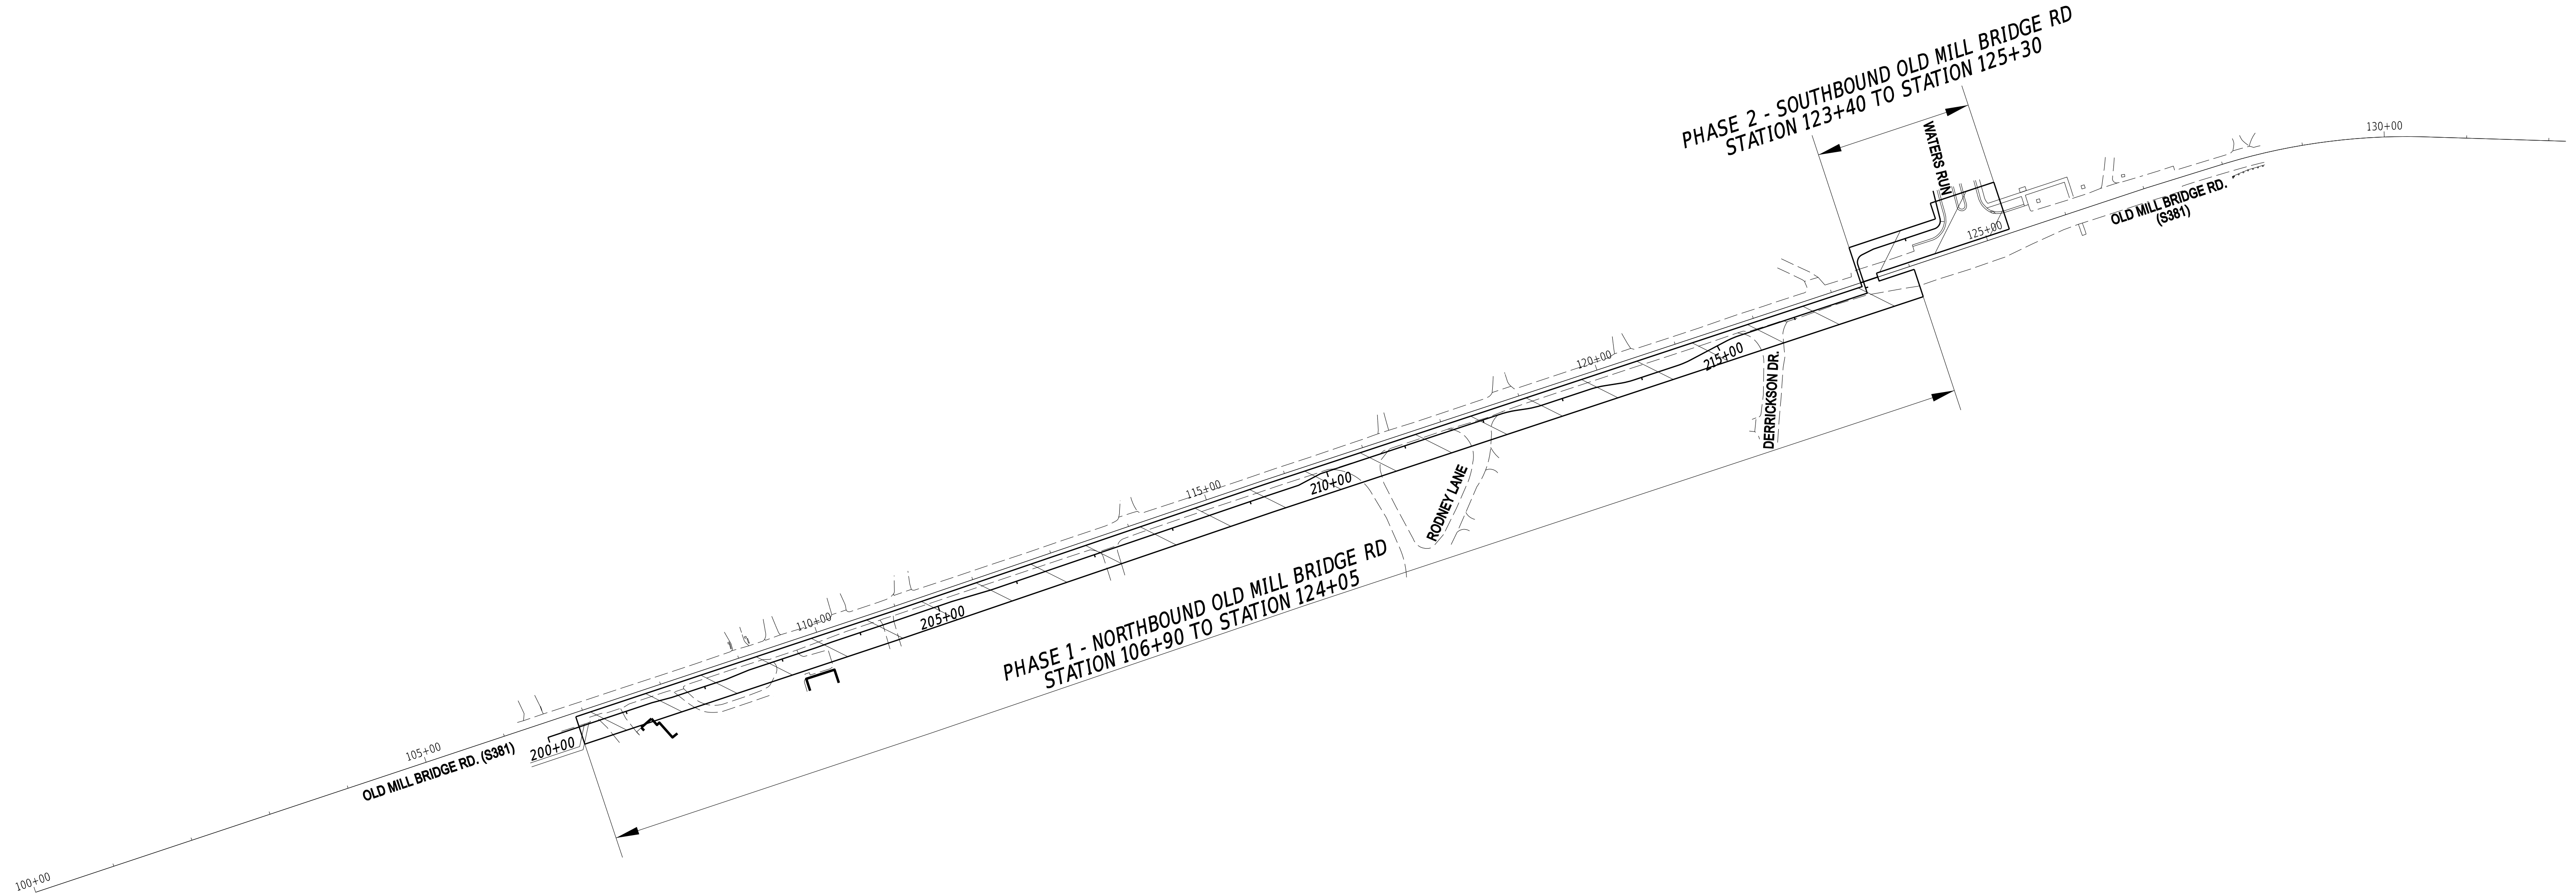 PHASE 2 - SOUTHBOUND OLD MILL BRIDGE RD
STATION 123+40 TO STATION 125+30
WATERS RUN
130+00
OLD MILL BRIDGE RD.
(S381)
125+00
120+00
215+00
DERRICKSON DR.
115+00
210+00
RODNEY LANE
PHASE 1 - NORTHBOUND OLD MILL BRIDGE RD
STATION 106+90 TO STATION 124+05
110+00
205+00
105+00
200+00
OLD MILL BRIDGE RD. (S381)
100+00